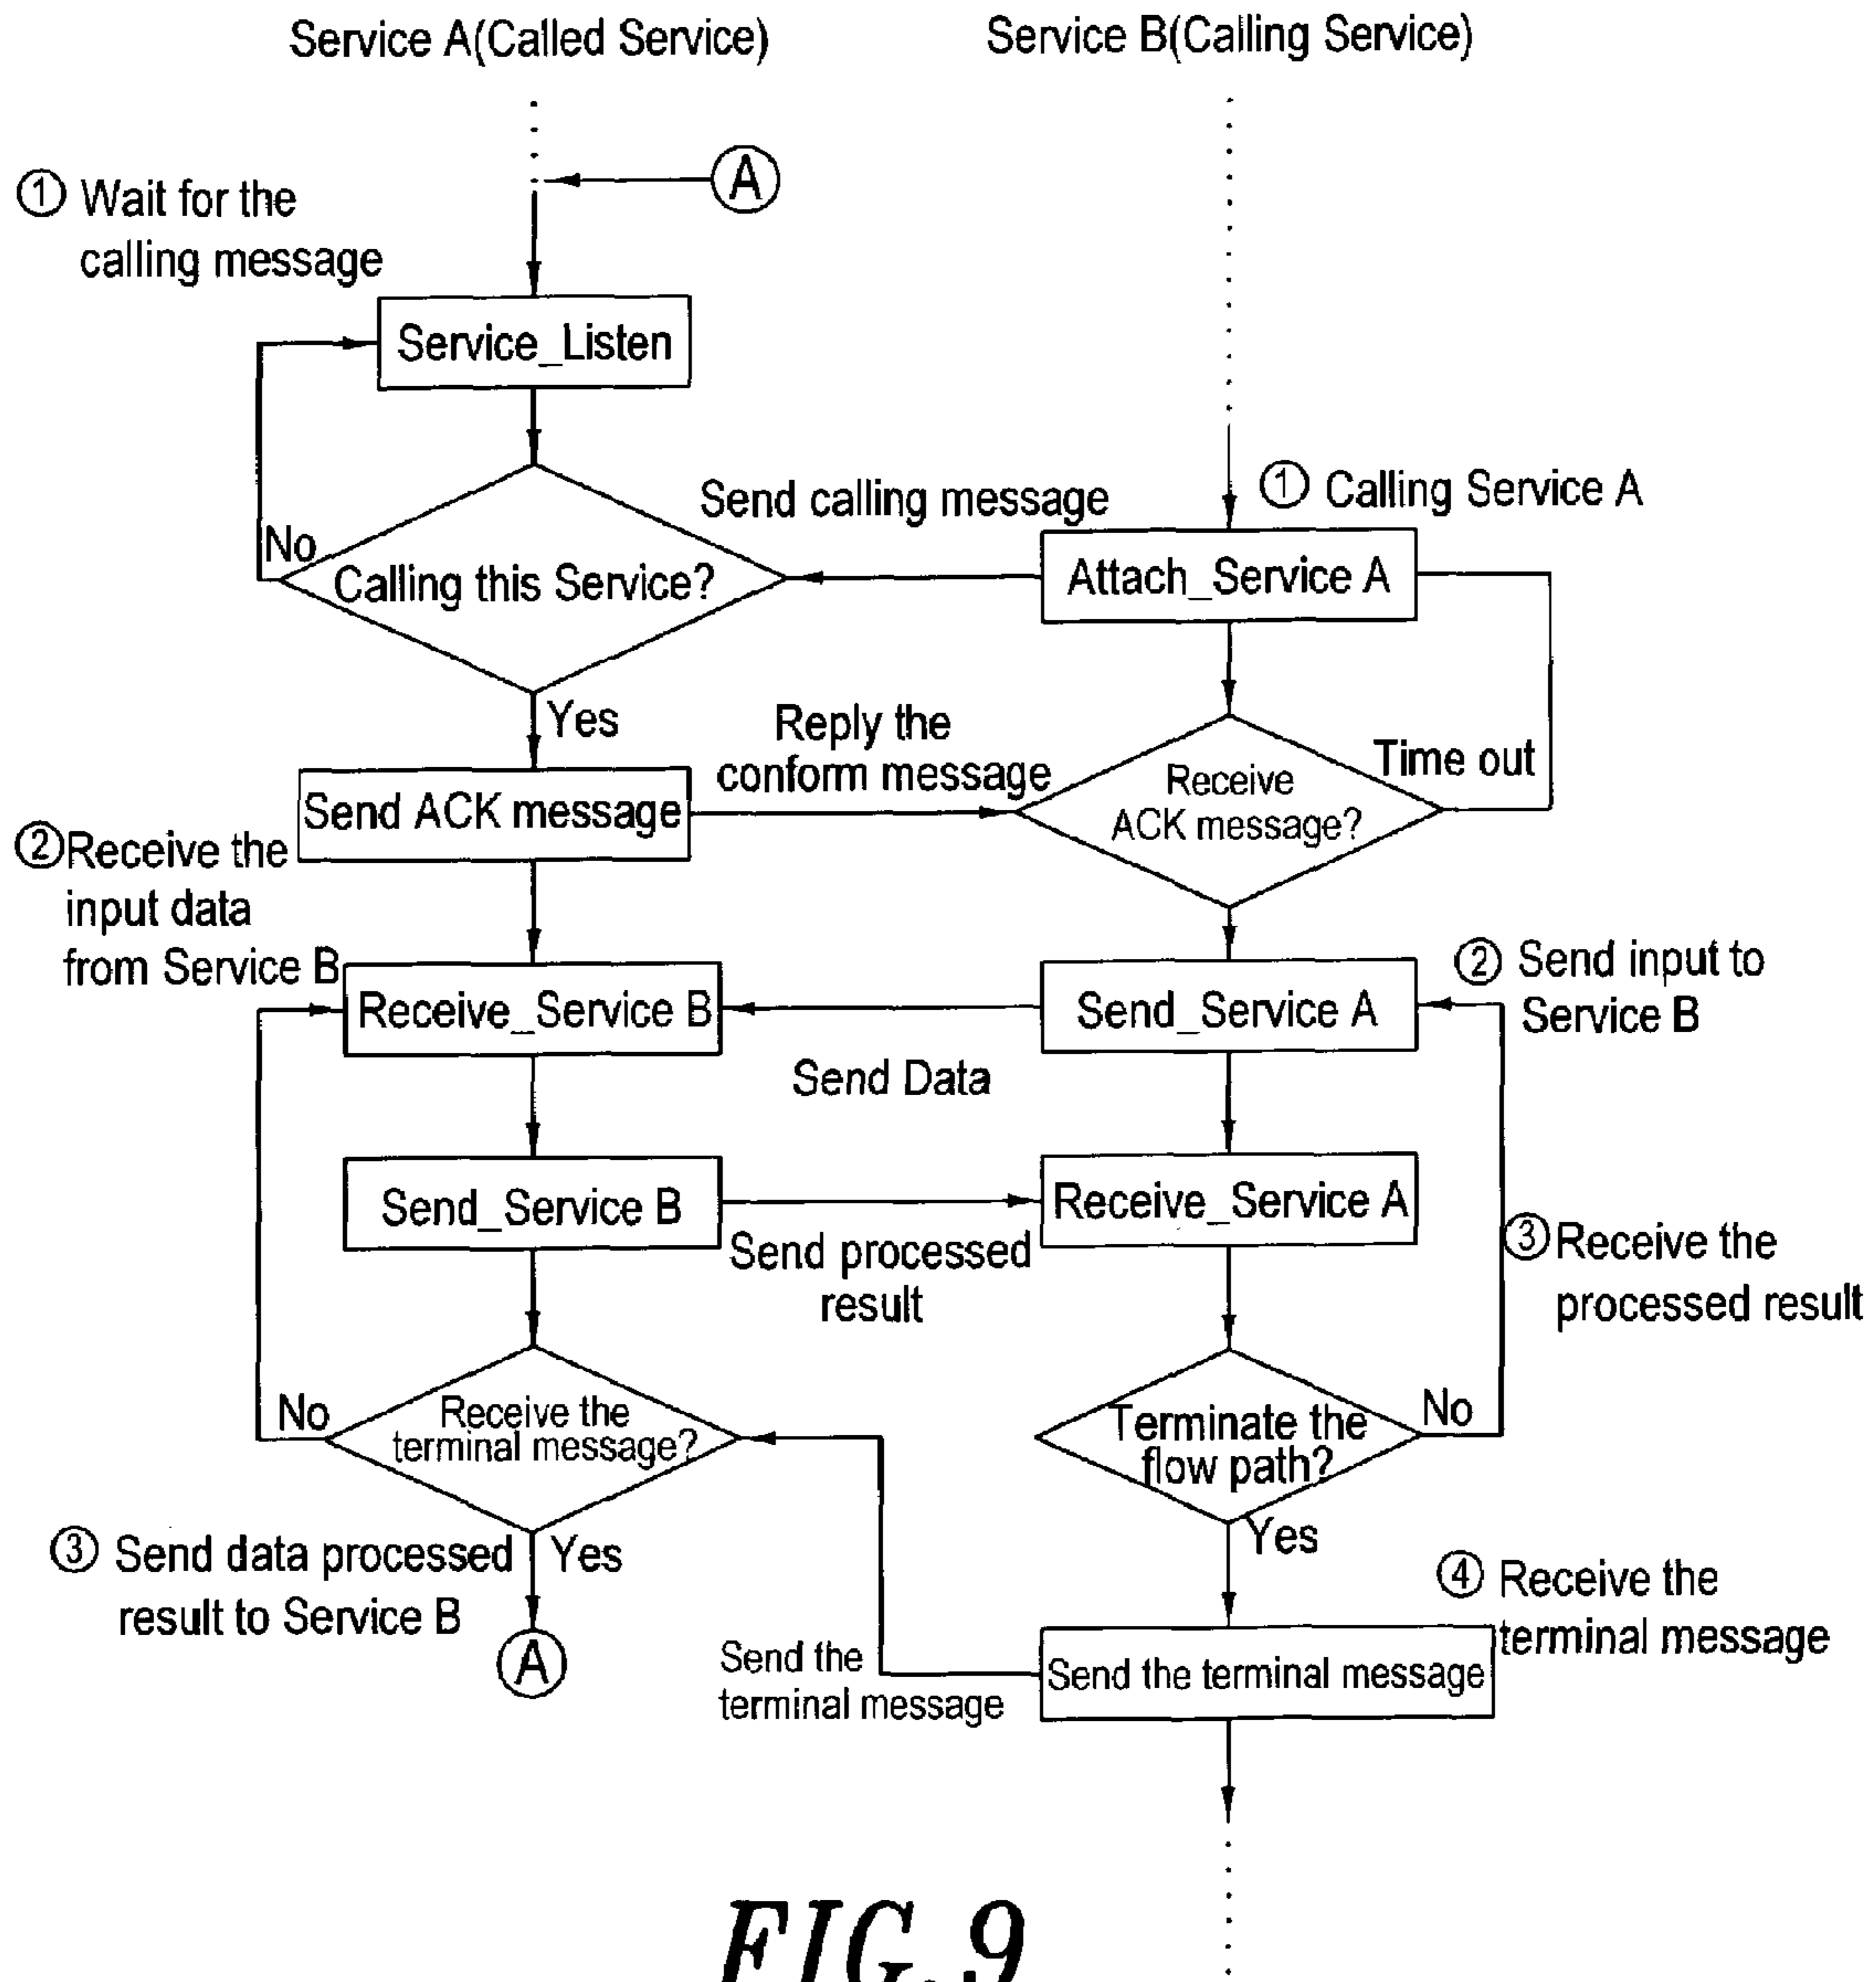 Service A(Called Service)
Service B(Calling Service)
A
① Wait for the
calling message
Service_Listen
Send calling message
① Calling Service A
No
Calling this Service?
Attach_Service A
Yes
Reply the
conform message
Time out
Receive
ACK message?
Send ACK message
② Receive the
input data
from Service B
② Send input to
Service B
Receive_Service B
Send_Service A
Send Data
Send_Service B
Receive_Service A
Send processed
result
③ Receive the
processed result
No
Receive the
terminal message?
Terminate the
flow path?
No
③ Send data processed
result to Service B
Yes
Yes
④ Receive the
terminal message
A
Send the
terminal message
Send the terminal message
FIG.9